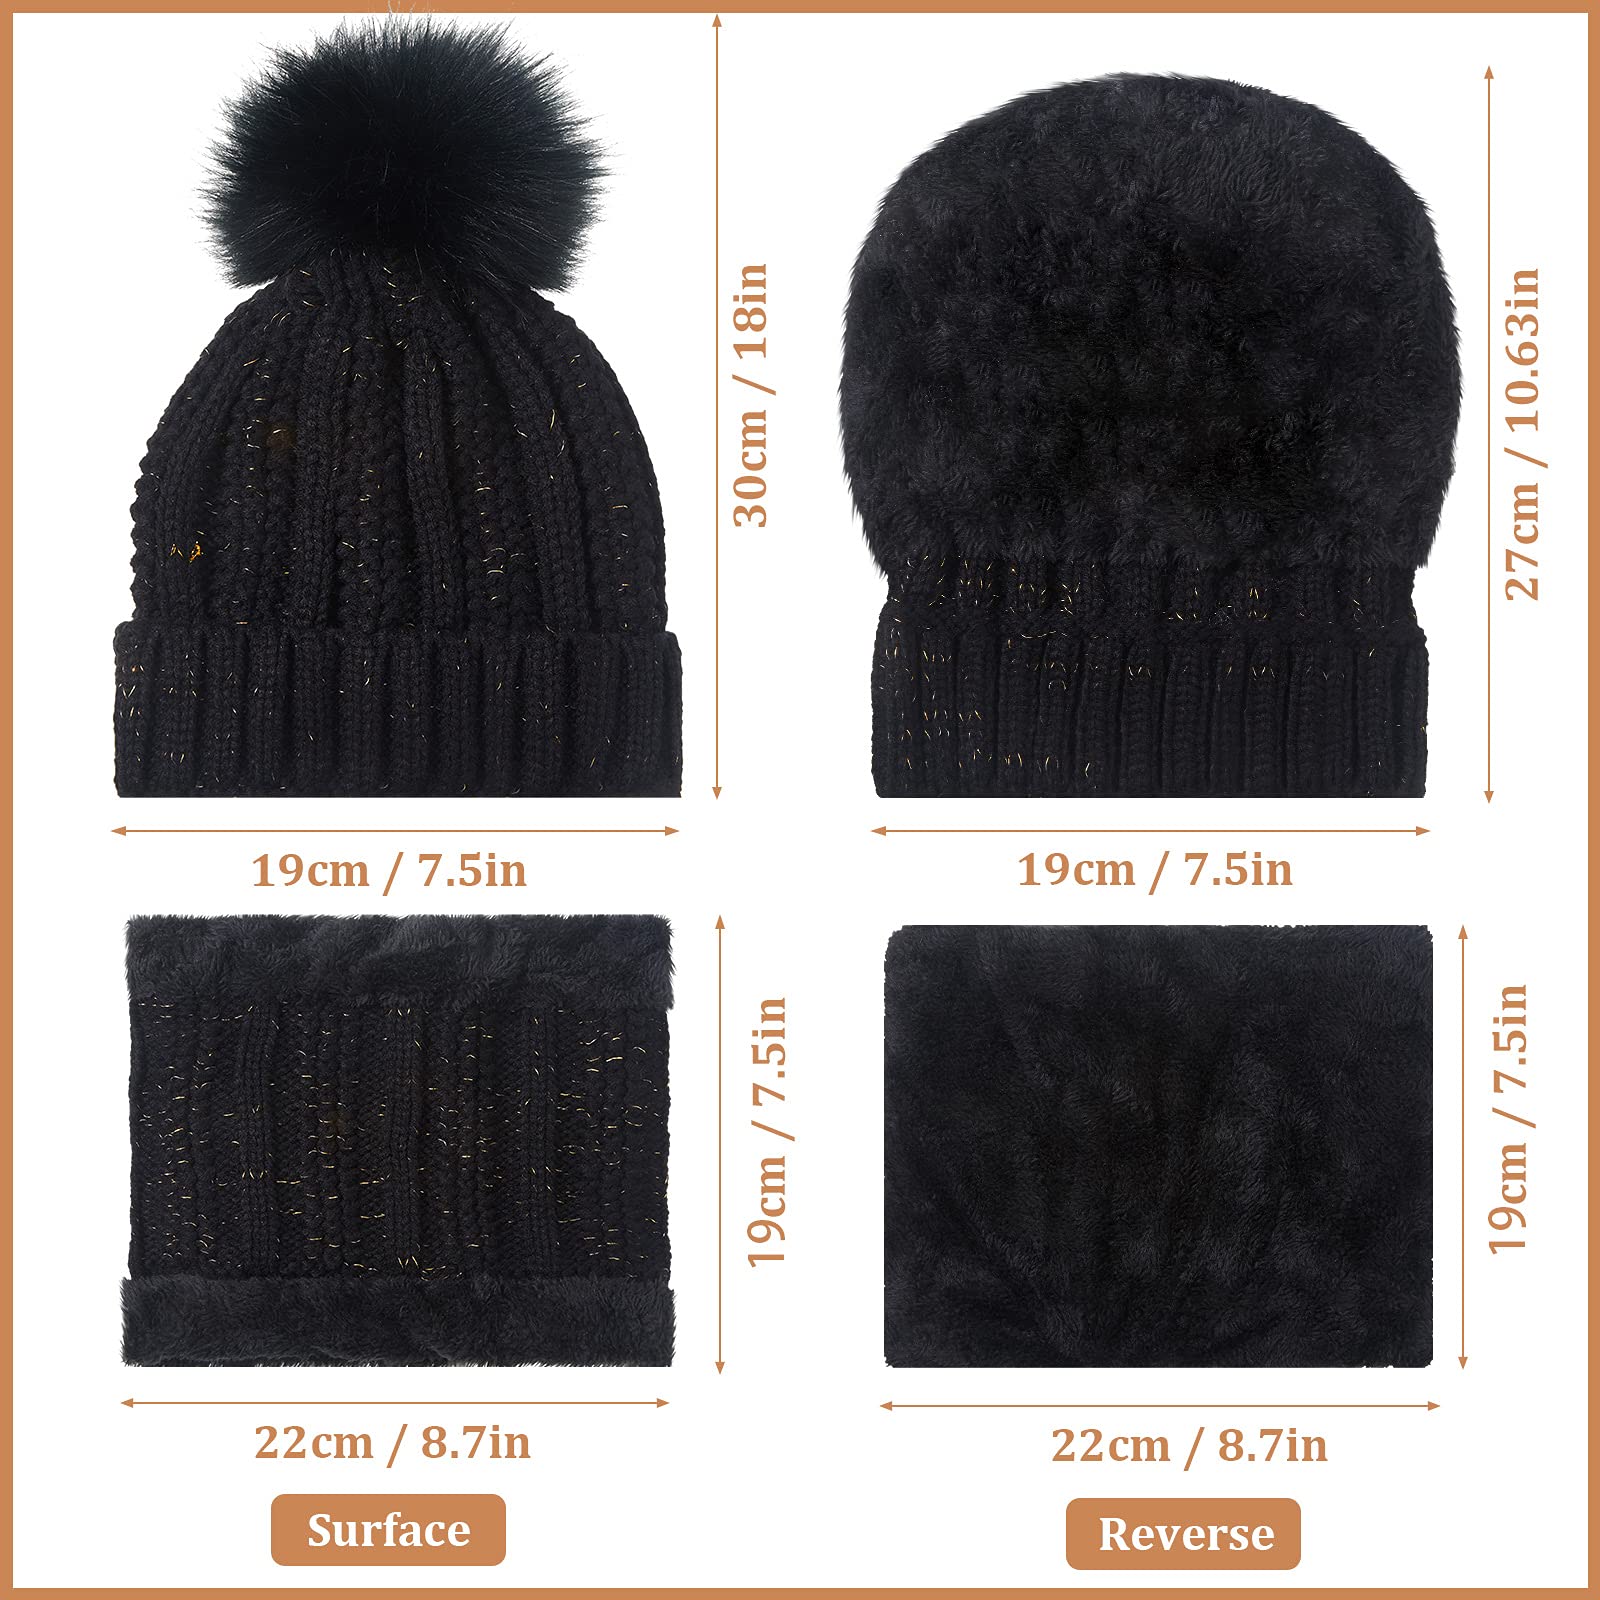 30cm / 18in
27cm / 10.63in
19cm / 7.5in
19cm / 7.5in
19cm / 7.5in
19cm / 7.5in
22cm / 8.7in
22cm / 8.7in
Surface
Reverse